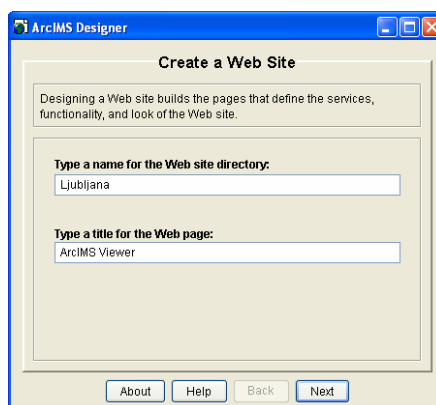 ArcIMS Designer
Create a Web Site
Designing a Web site builds the pages that define the services,
functionality, and look of the Web site.
Type a name for the Web site directory:
Ljubljana
Type a title for the Web page:
ArcIMS Viewer
About Help Back Next